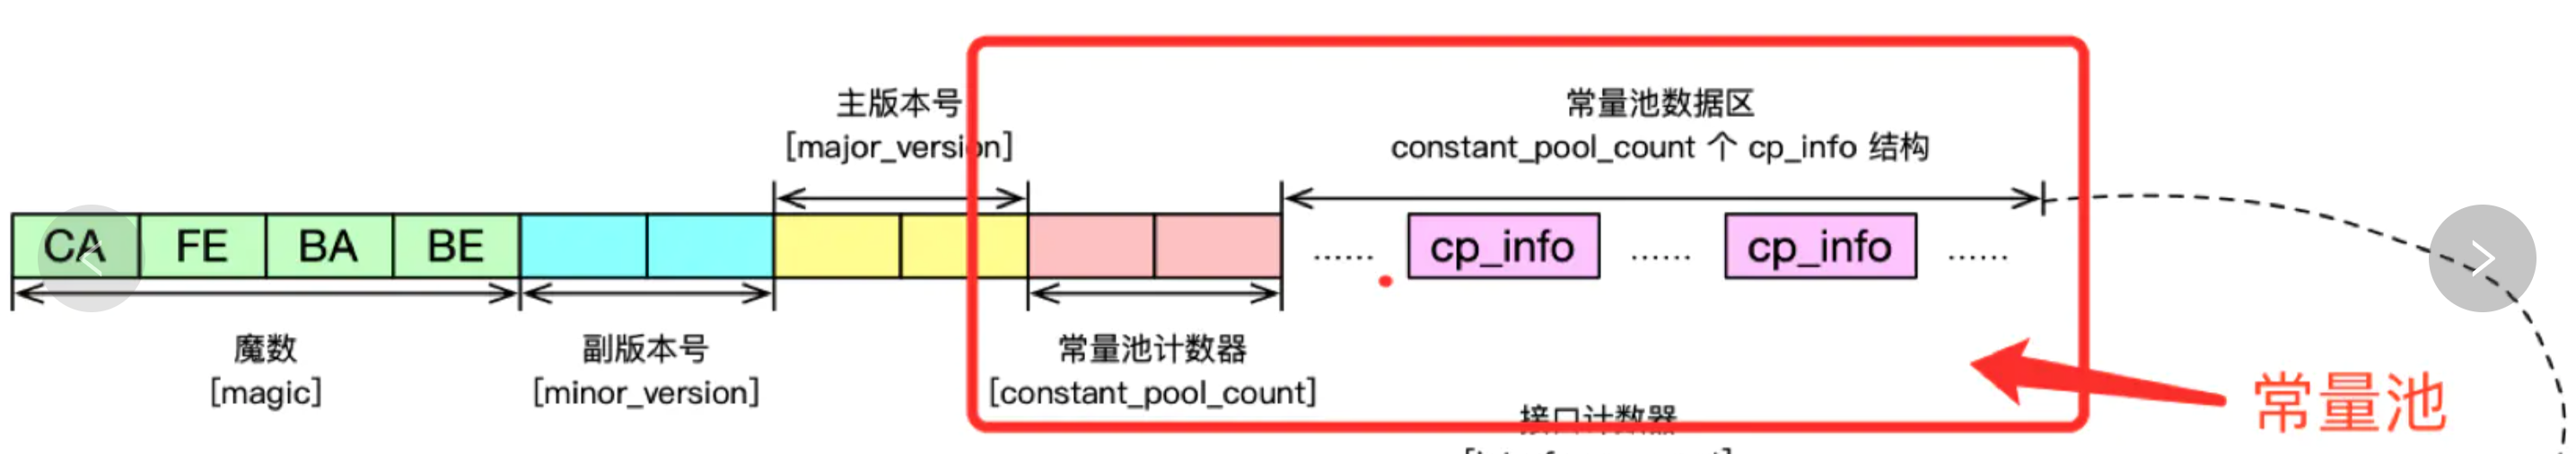 主版本号
[major_version]
常量池数据区
constant_pool_count 个 cp_info 结构
CA FE BA BE
...... cp_info ...... cp_info ......
魔数
[magic]
副版本号
[minor_version]
常量池计数器
[constant_pool_count]
常量池
接口计数器